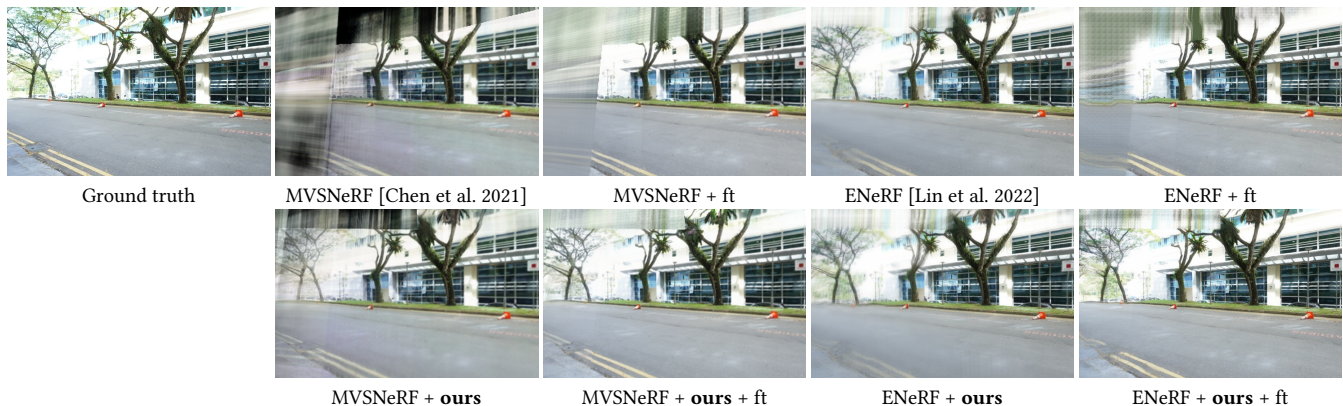 Ground truth
MVSNeRF [Chen et al. 2021]
MVSNeRF + ft
ENeRF [Lin et al. 2022]
ENeRF + ft
MVSNeRF + ours
MVSNeRF + ours + ft
ENeRF + ours
ENeRF + ours + ft